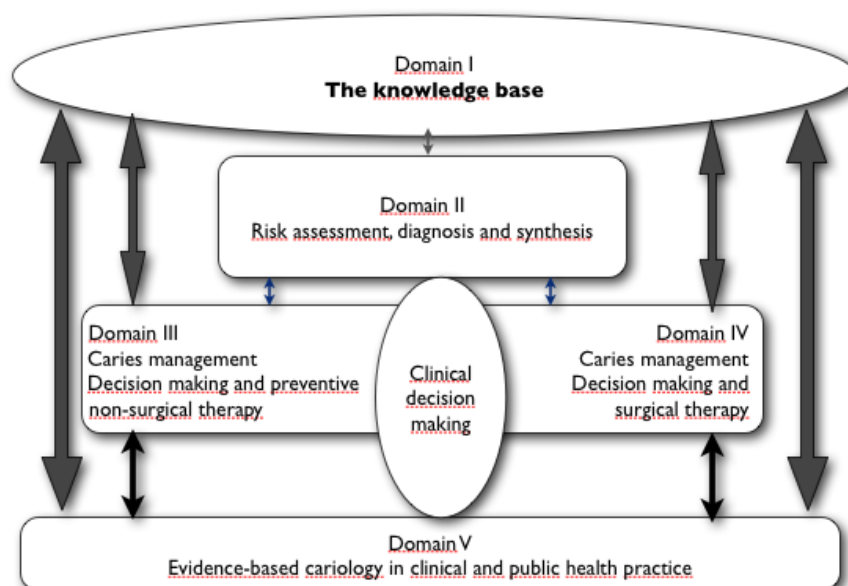 Domain I
The knowledge base
Domain II
Risk assessment, diagnosis and synthesis
Domain III
Caries management
Decision making and preventive
non-surgical therapy
Clinical
decision
making
Domain IV
Caries management
Decision making and
surgical therapy
Domain V
Evidence-based cariology in clinical and public health practice